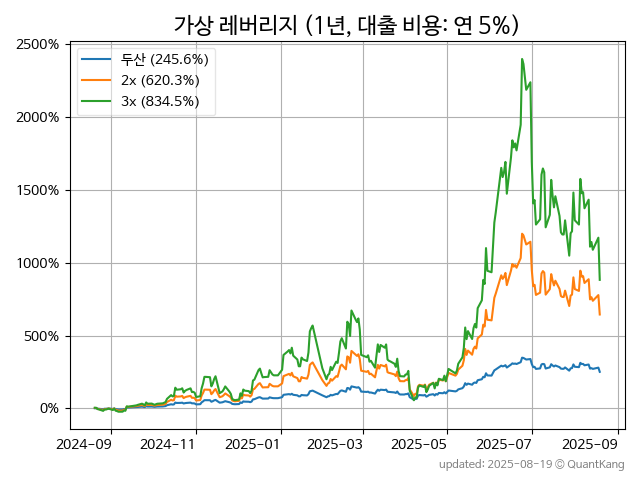 가상 레버리지 (1년, 대출 비용: 연 5%)
두산 (245.6%)
2x (620.3%)
3x (834.5%)
2500%
2000%
1500%
1000%
500%
0%
2024-09
2024-11
2025-01
2025-03
2025-05
2025-07
2025-09
updated: 2025-08-19 © QuantKang